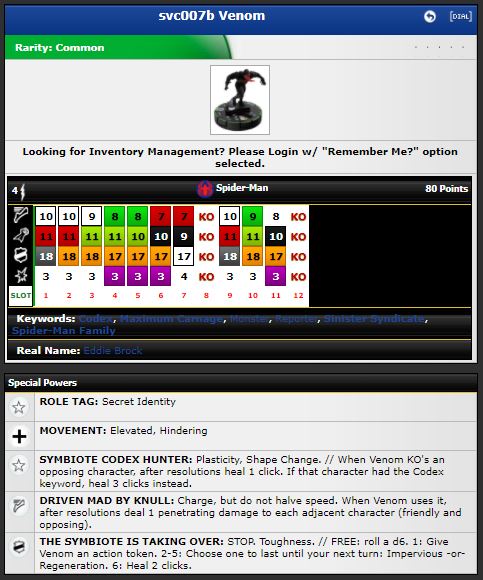 svc007b Venom
[DIAL]
Rarity: Common
. . . . .
Looking for Inventory Management? Please Login w/ "Remember Me?" option
selected.
4 Spider-Man 80 Points
10 10 9 8 8 7 7 KO 10 9 8 KO
11 11 11 11 10 10 9 KO 11 11 10 KO
18 18 18 17 17 17 17 KO 18 18 17 KO
3 3 3 3 3 3 4 KO 3 3 3 KO
SLOT 1 2 3 4 5 6 7 8 9 10 11 12
Keywords: Codex, Maximum Carnage, Monster, Reporter, Sinister Syndicate,
Spider-Man Family
Real Name: Eddie Brock
Special Powers
ROLE TAG: Secret Identity
MOVEMENT: Elevated, Hindering
SYMBIOTE CODEX HUNTER: Plasticity, Shape Change. // When Venom KO's an
opposing character, after resolutions heal 1 click. If that character had the Codex
keyword, heal 3 clicks instead.
DRIVEN MAD BY KNULL: Charge, but do not halve speed. When Venom uses it,
after resolutions deal 1 penetrating damage to each adjacent character (friendly and
opposing).
THE SYMBIOTE IS TAKING OVER: STOP. Toughness. // FREE: roll a d6. 1: Give
Venom an action token. 2-5: Choose one to last until your next turn: Impervious -or-
Regeneration. 6: Heal 2 clicks.